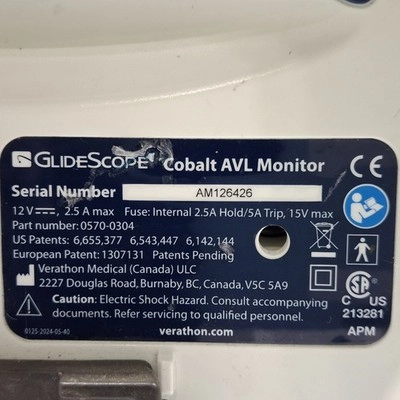 GLIDESCOPE Cobalt AVL Monitor
CE
Serial Number AM126426
12V⎓, 2.5 A max Fuse: Internal 2.5A Hold/5A Trip, 15V max
Part number: 0570-0304
US Patents: 6,655,377 6,543,447 6,142,144
European Patent: 1307131 Patents Pending
Verathon Medical (Canada) ULC
2227 Douglas Road, Burnaby, BC, Canada, V5C 5A9
Caution: Electric Shock Hazard. Consult accompanying
documents. Refer servicing to qualified personnel.
verathon.com
0125-2024-05-40
SA
C US
213281
APM